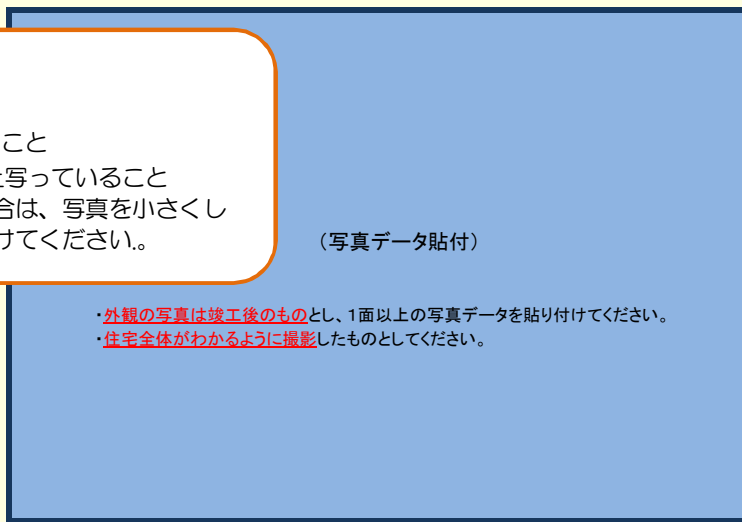 こと
写っていること
合は、写真を小さくし
けてください。
（写真データ貼付）
・外観の写真は竣工後のものとし、1面以上の写真データを貼り付けてください。
・住宅全体がわかるように撮影したものとしてください。